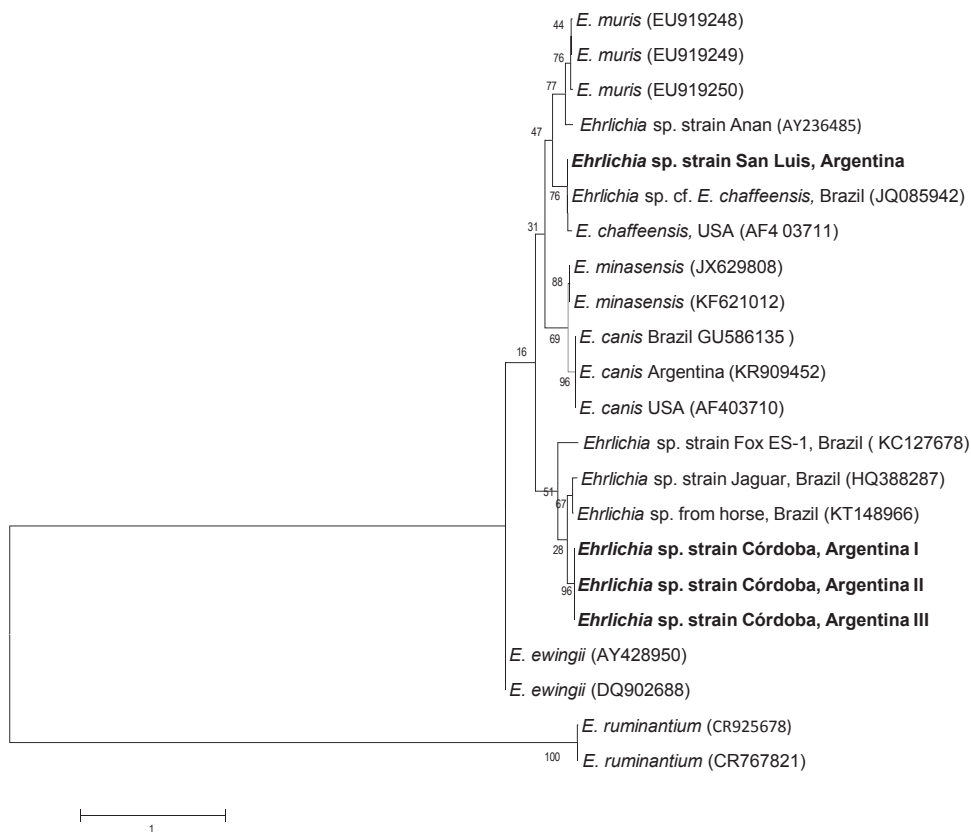 44
E. muris (EU919248)
76
E. muris (EU919249)
77
E. muris (EU919250)
47
Ehrlichia sp. strain Anan (AY236485)
Ehrlichia sp. strain San Luis, Argentina
76
Ehrlichia sp. cf. E. chaffeensis, Brazil (JQ085942)
31
E. chaffeensis, USA (AF4 03711)
E. minasensis (JX629808)
88
E. minasensis (KF621012)
69
E. canis Brazil GU586135 )
16
96
E. canis Argentina (KR909452)
E. canis USA (AF403710)
Ehrlichia sp. strain Fox ES-1, Brazil ( KC127678)
51
Ehrlichia sp. strain Jaguar, Brazil (HQ388287)
67
Ehrlichia sp. from horse, Brazil (KT148966)
28
Ehrlichia sp. strain Córdoba, Argentina I
96
Ehrlichia sp. strain Córdoba, Argentina II
Ehrlichia sp. strain Córdoba, Argentina III
E. ewingii (AY428950)
E. ewingii (DQ902688)
E. ruminantium (CR925678)
100
E. ruminantium (CR767821)
1